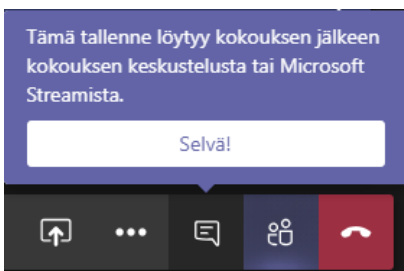 Tämä tallenne löytyy kokouksen jälkeen
kokouksen keskustelusta tai Microsoft
Streamista.
Selvä!